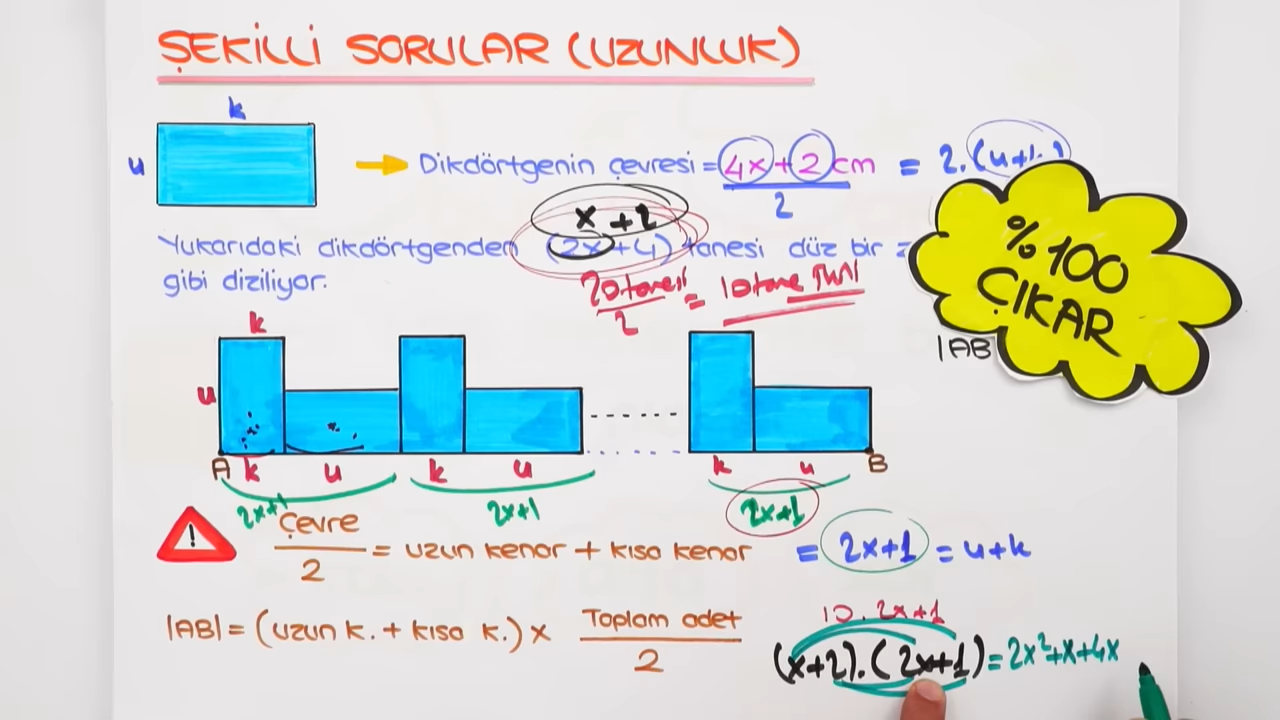 ŞEKİLLİ SORULAR (UZUNLUK)
k
u
Dikdörtgenin çevresi = 4x+2 cm = 2.(u+k)
2
x+2
Yukarıdaki dikdörtgenden (2x+4) tanesi düz bir
gibi diziliyor.
20 tanesi = 10 tane
2
%100
ÇIKAR
|AB
k
u
A k u k u k u B
2x+1 2x+1 2x+1
!
Çevre
2
= uzun kenar + kısa kenar = 2x+1 = u+k
10. 2x+1
|AB| = (uzun k. + kısa k.) x Toplam adet
2
(x+2).(2x+1)=2x²+x+4x